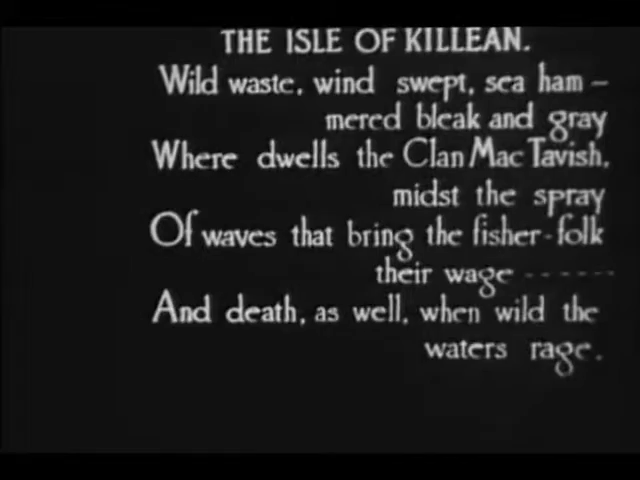 THE ISLE OF KILLEAN.
Wild waste, wind swept, sea ham-
mered bleak and gray
Where dwells the Clan Mac Tavish,
midst the spray
Of waves that bring the fisher-folk
their wage ------
And death, as well, when wild the
waters rage.